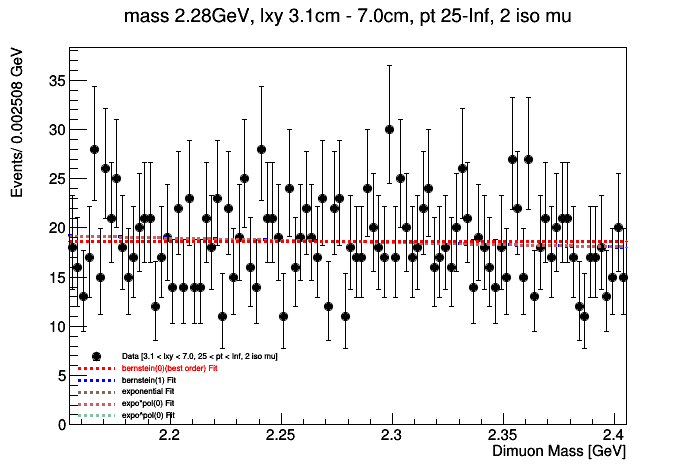 mass 2.28GeV, lxy 3.1cm - 7.0cm, pt 25-Inf, 2 iso mu
Events/ 0.002508 GeV
35
30
25
20
15
10
5
0
Data [3.1 < lxy < 7.0, 25 < pt < Inf, 2 iso mu]
bernstein(0)(best order) Fit
bernstein(1) Fit
exponential Fit
expo*pol(0) Fit
expo^pol(0) Fit
2.2 2.25 2.3 2.35 2.4
Dimuon Mass [GeV]